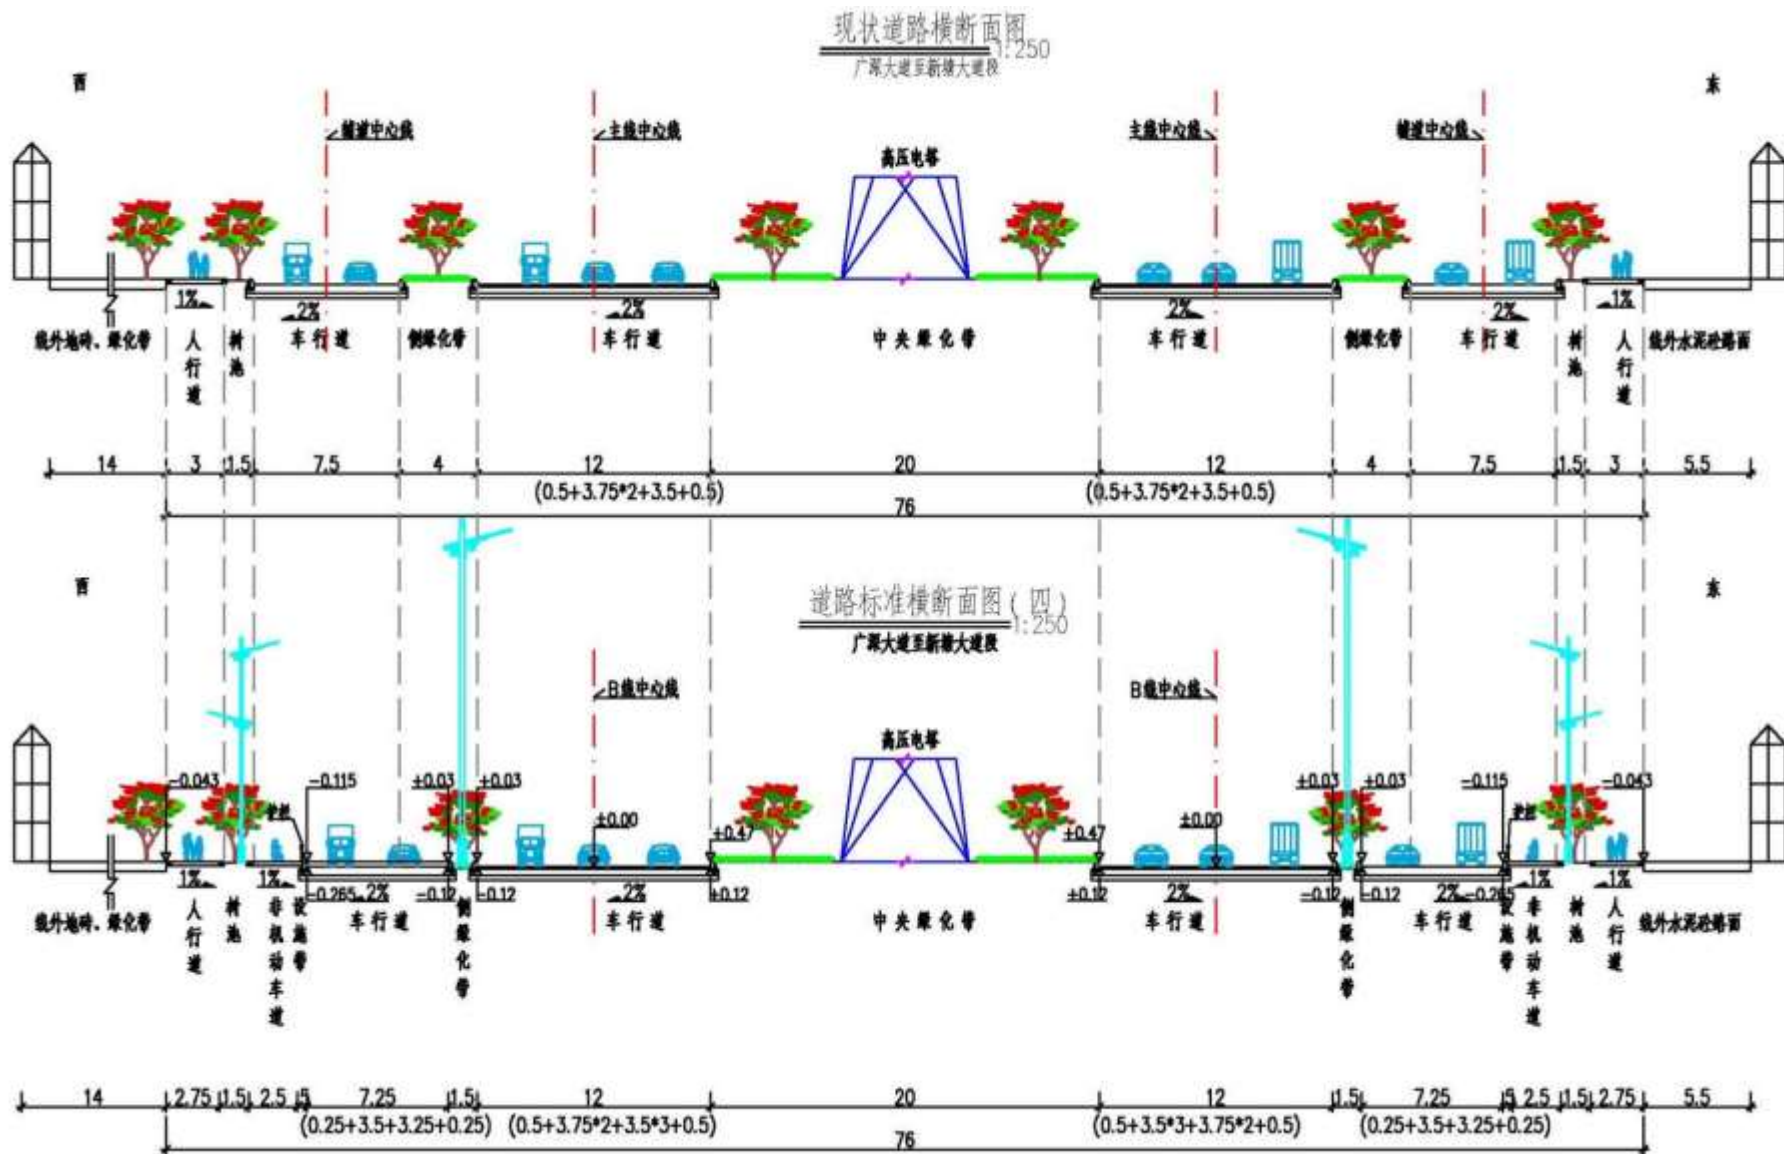 现状道路横断面图 1:250
广深大道至新塘大道段
西 东
辅道中心线 主线中心线 主线中心线 辅道中心线
高压电塔
1% 2% 2% 2% 2% 1%
线外地砖、绿化带 人行道 树池 车行道 侧绿化带 车行道 中央绿化带 车行道 侧绿化带 车行道 树池 人行道 线外水泥砼路面
14 3 1.5 7.5 4 12 20 12 4 7.5 1.5 3 5.5
(0.5+3.75*2+3.5+0.5) (0.5+3.75*2+3.5+0.5)
76
西 东
道路标准横断面图(四) 1:250
广深大道至新塘大道段
B线中心线 B线中心线
高压电塔
-0.043 -0.115 +0.03 +0.03 +0.03 +0.03 -0.115 -0.043
护栏 ±0.00 +0.47 +0.47 ±0.00 护栏
1% 1% -0.265 2% -0.12 -0.12 2% +0.12 +0.12 2% -0.12 -0.12 2% -0.265 1% 1%
线外地砖、绿化带 人行道 树池 非机动车道 设施带 车行道 侧绿化带 车行道 中央绿化带 车行道 侧绿化带 车行道 设施带 非机动车道 树池 人行道 线外水泥砼路面
14 2.75 1.5 2.5 .5 7.25 1.5 12 20 12 1.5 7.25 .5 2.5 1.5 2.75 5.5
(0.25+3.5+3.25+0.25) (0.5+3.75*2+3.5*3+0.5) (0.5+3.5*3+3.75*2+0.5) (0.25+3.5+3.25+0.25)
76